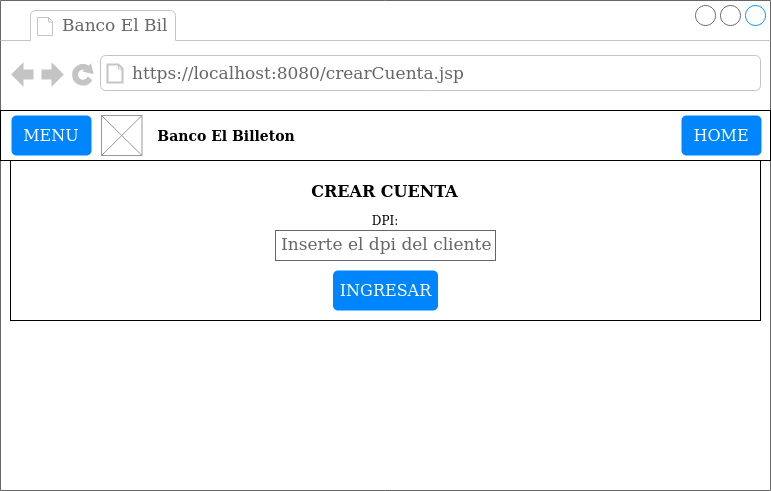 Banco El Bil
https://localhost:8080/crearCuenta.jsp
MENU Banco El Billeton HOME
CREAR CUENTA
DPI:
Inserte el dpi del cliente
INGRESAR